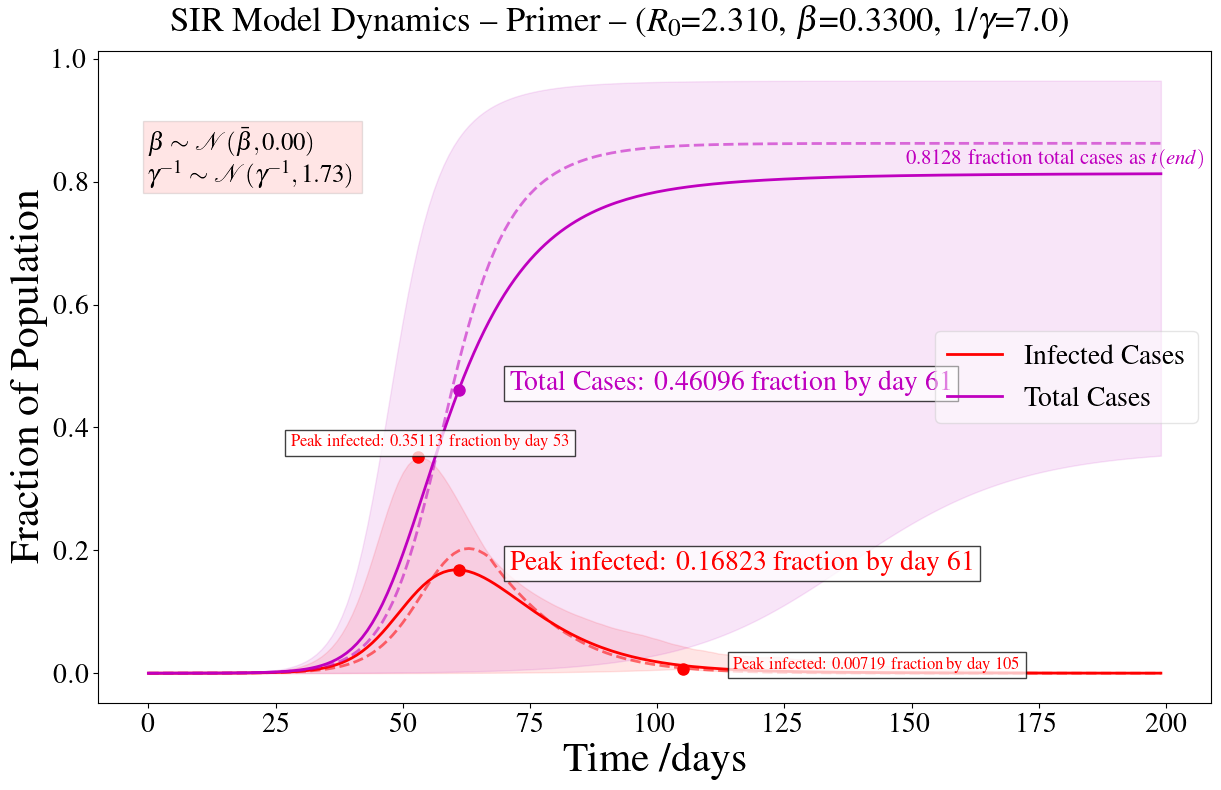 SIR Model Dynamics – Primer – (R₀=2.310, β=0.3300, 1/γ=7.0)
Fraction of Population
1.0
0.8
0.6
0.4
0.2
0.0
β ∼ 𝒩(β̄, 0.00)
γ⁻¹ ∼ 𝒩(γ⁻¹, 1.73)
0.8128 fraction total cases as t(end)
Infected Cases
Total Cases
Total Cases: 0.46096 fraction by day 61
Peak infected: 0.35113 fraction by day 53
Peak infected: 0.16823 fraction by day 61
Peak infected: 0.00719 fraction by day 105
0 25 50 75 100 125 150 175 200
Time /days